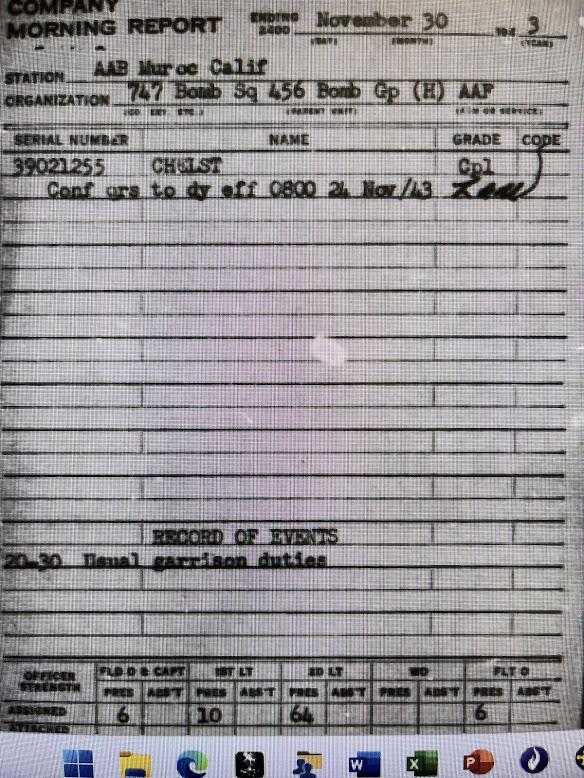 COMPANY
MORNING REPORT ENDING 2400 November 30 194 3
(DAY) (MONTH) (YEAR)
STATION AAB Muroc Calif
ORGANIZATION 747 Bomb Sq 456 Bomb Gp (H) AAF
(CO. DET. ETC.) (PARENT UNIT) (ARM OR SERVICE)
SERIAL NUMBER NAME GRADE CODE
39021255 Cpl
Conf qrs to dy eff 0800 24 Nov/43
RECORD OF EVENTS
20-30 Usual garrison duties
OFFICER STRENGTH FLD O & CAPT 1ST LT 2D LT WO FLT O
PRES ABS'T PRES ABS'T PRES ABS'T PRES ABS'T PRES ABS'T
ASSIGNED 6 10 64 6
ATTACHED
W X P